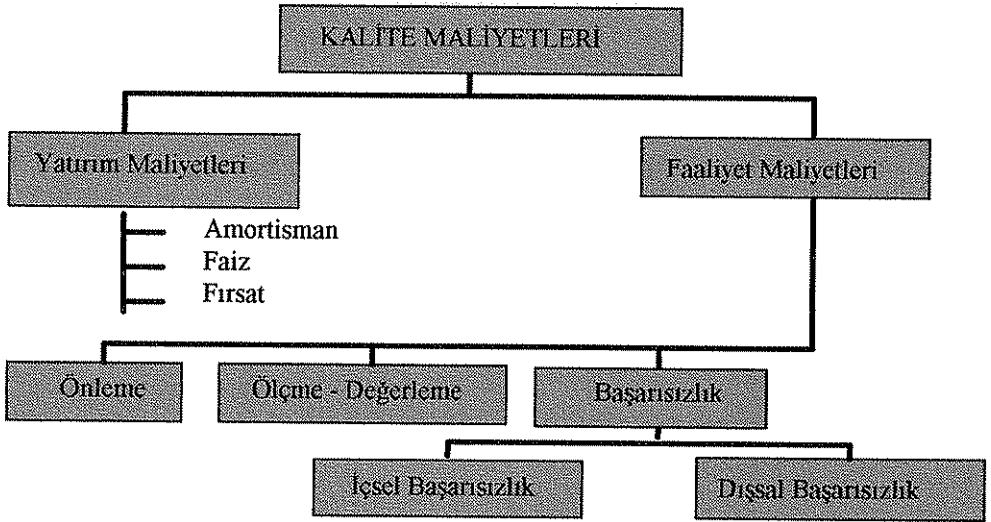 KALİTE MALİYETLERİ
Yatırım Maliyetleri
Faaliyet Maliyetleri
Amortisman
Faiz
Fırsat
Önleme
Ölçme - Değerleme
Başarısızlık
İçsel Başarısızlık
Dışsal Başarısızlık